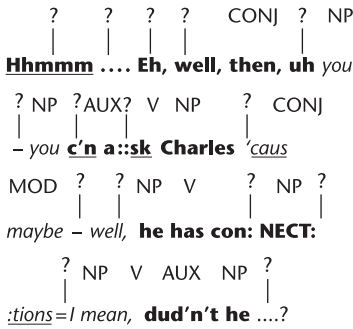 ? ? ? ? CONJ ? NP
Hhmmm .... Eh, well, then, uh you
? NP ? AUX? V NP ? CONJ
– you c'n a::sk Charles 'caus
MOD ? ? NP V ? NP ?
maybe – well, he has con: NECT:
? NP V AUX NP ?
:tions=I mean, dud'n't he ....?